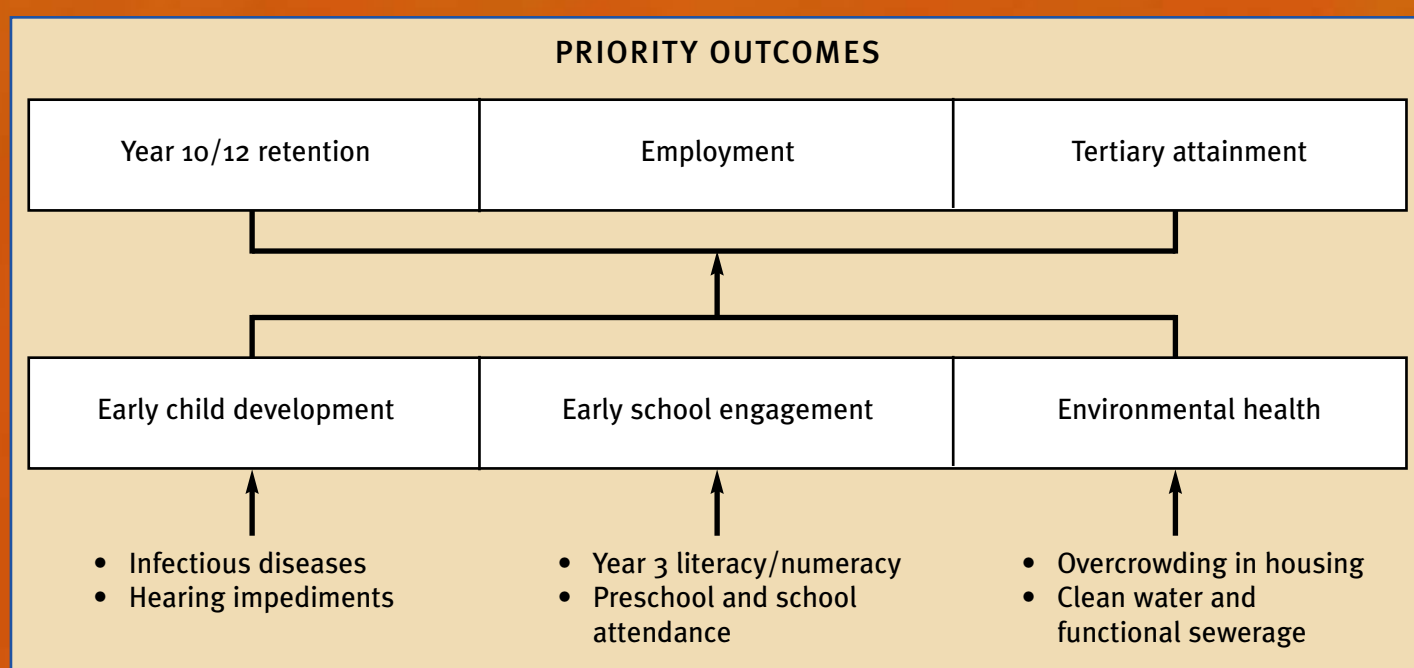 PRIORITY OUTCOMES
Year 10/12 retention
Employment
Tertiary attainment
Early child development
Early school engagement
Environmental health
• Infectious diseases
• Hearing impediments
• Year 3 literacy/numeracy
• Preschool and school
attendance
• Overcrowding in housing
• Clean water and
functional sewerage